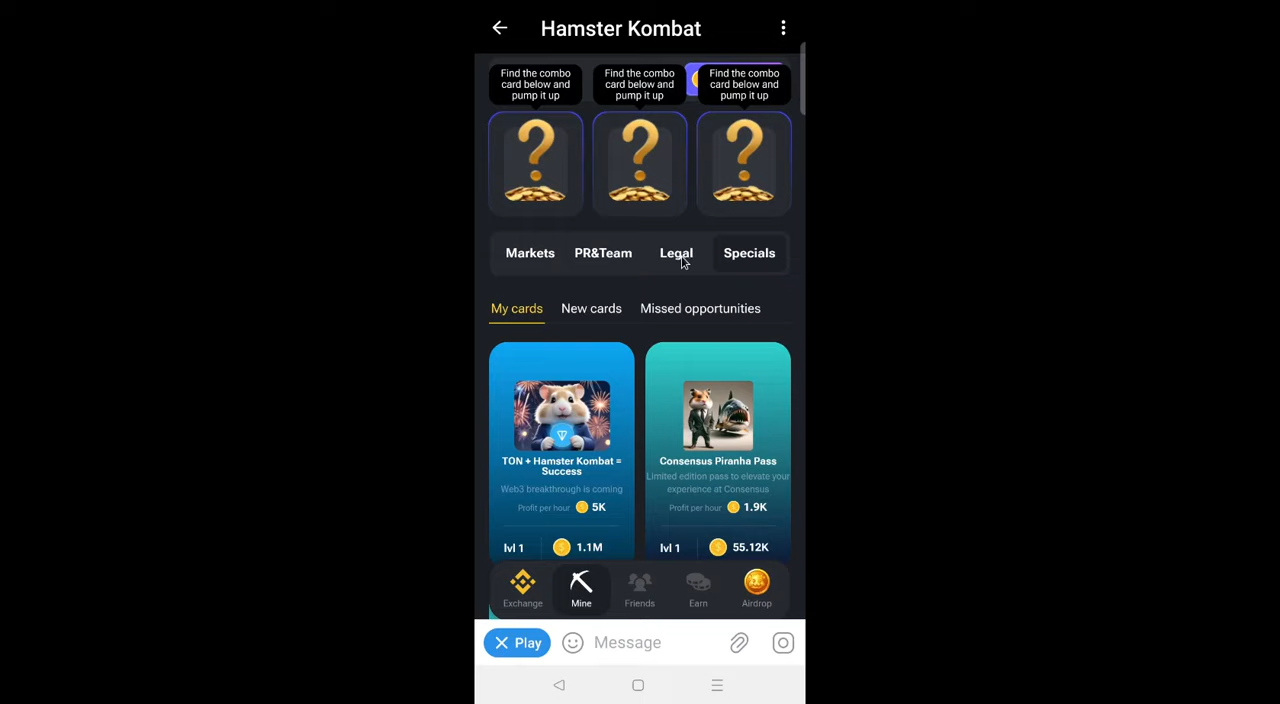 Hamster Kombat
Find the combo
card below and
pump it up
Find the combo
card below and
pump it up
Find the combo
card below and
pump it up
Markets PR&Team Legal Specials
My cards New cards Missed opportunities
TON + Hamster Kombat =
Success
Web3 breakthrough is coming
Profit per hour 5K
lvl 1 1.1M
Consensus Piranha Pass
Limited edition pass to elevate your
experience at Consensus
Profit per hour 1.9K
lvl 1 55.12K
Exchange Mine Friends Earn Airdrop
Play Message